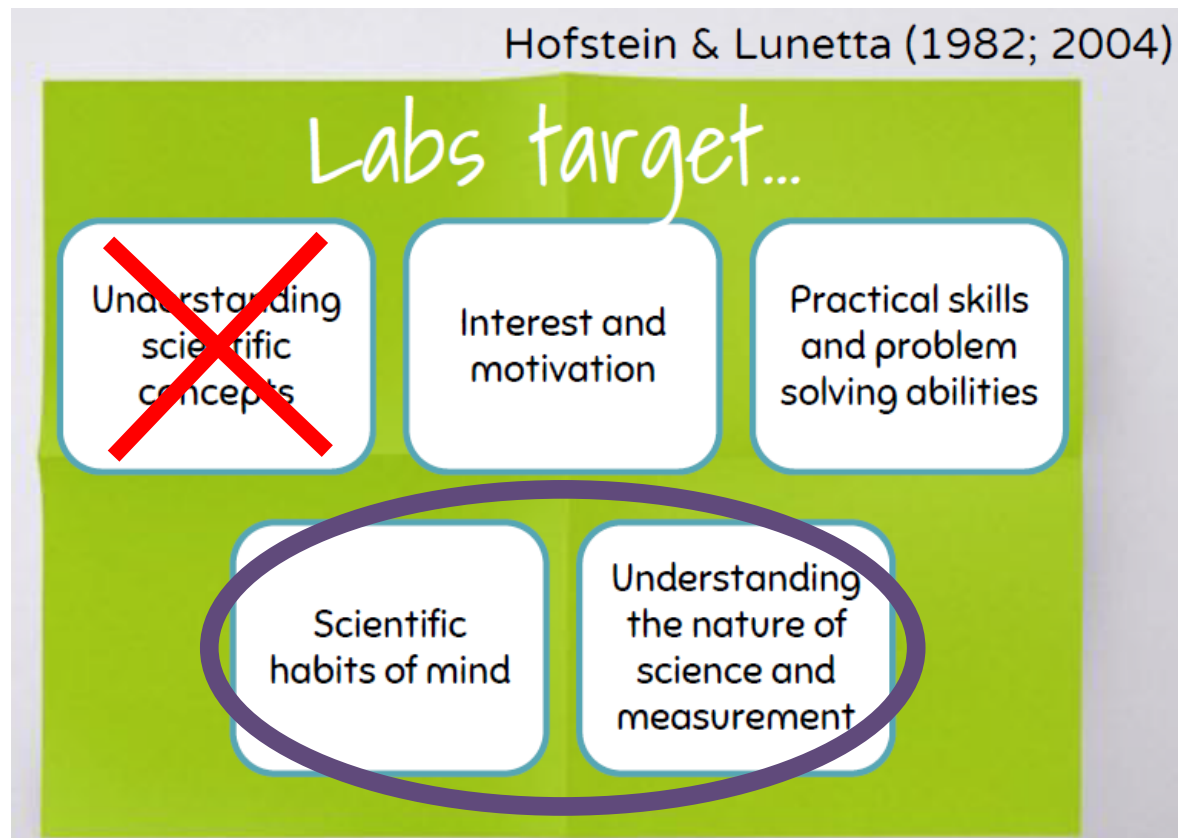 Hofstein & Lunetta (1982; 2004)
Labs target...
Understanding
scientific
concepts
Interest and
motivation
Practical skills
and problem
solving abilities
Scientific
habits of mind
Understanding
the nature of
science and
measurement